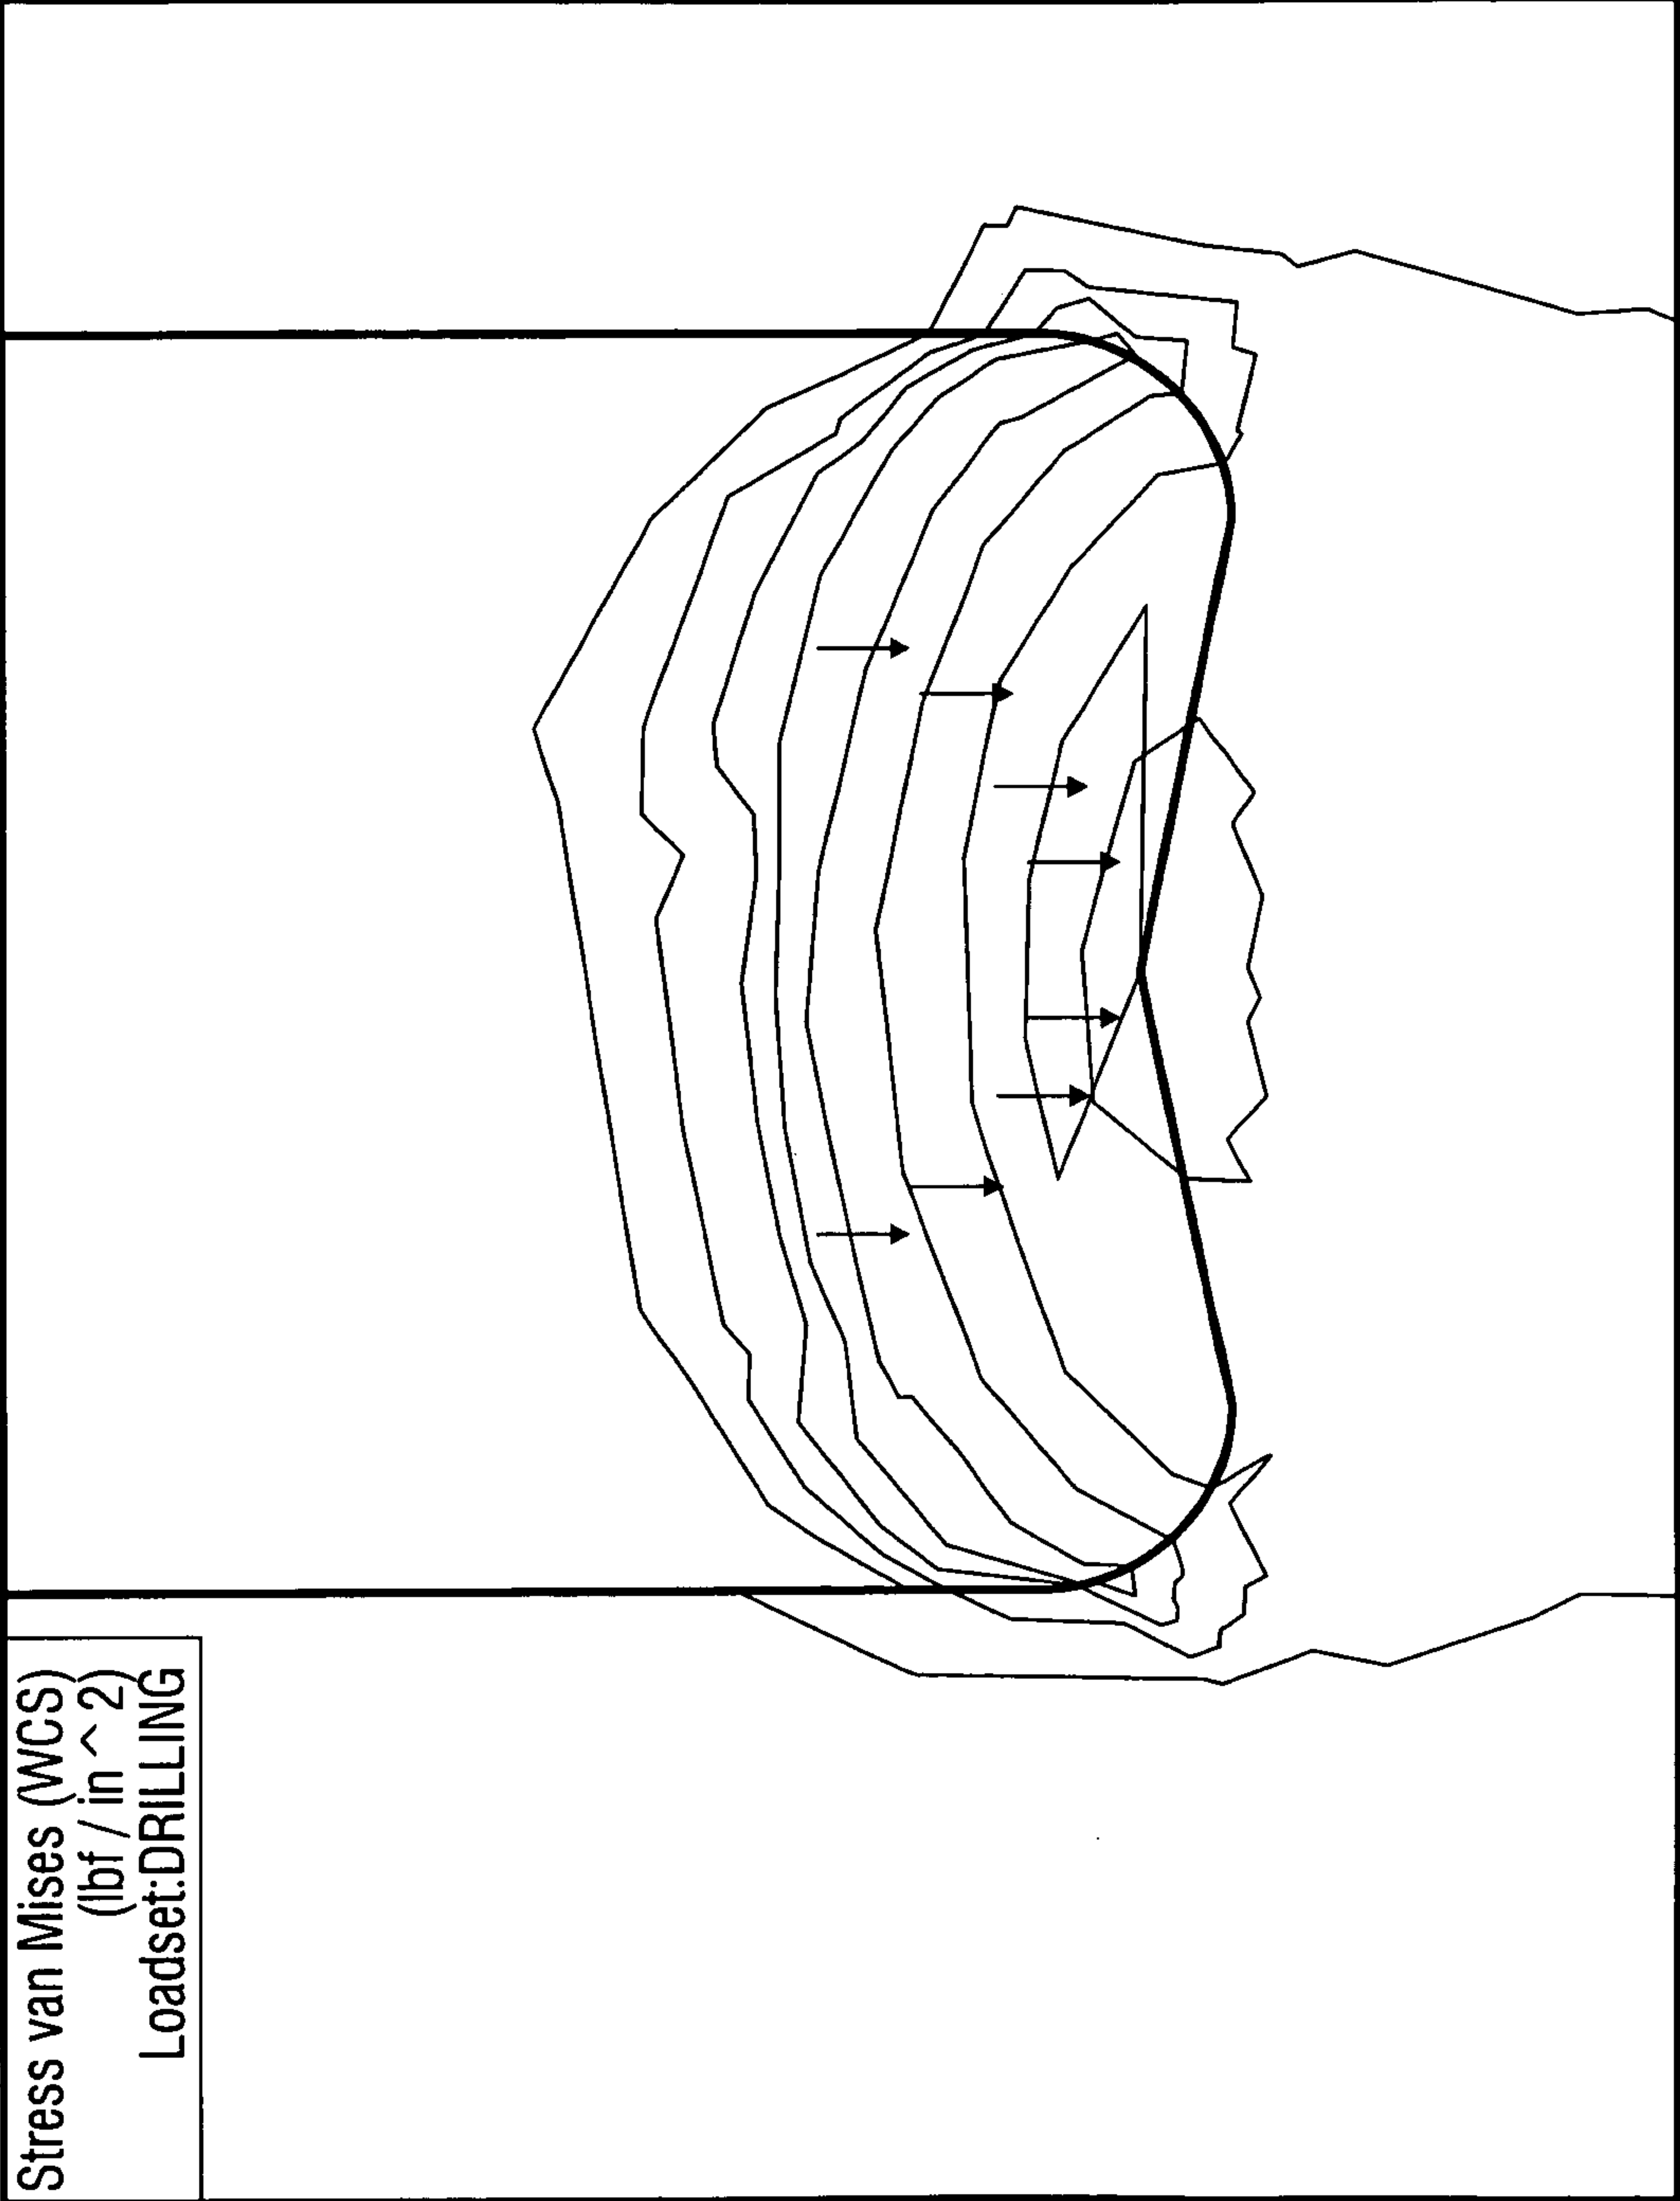 Stress van Mises (WCS)
(lbf / in ^ 2)
Loadset:DRILLING